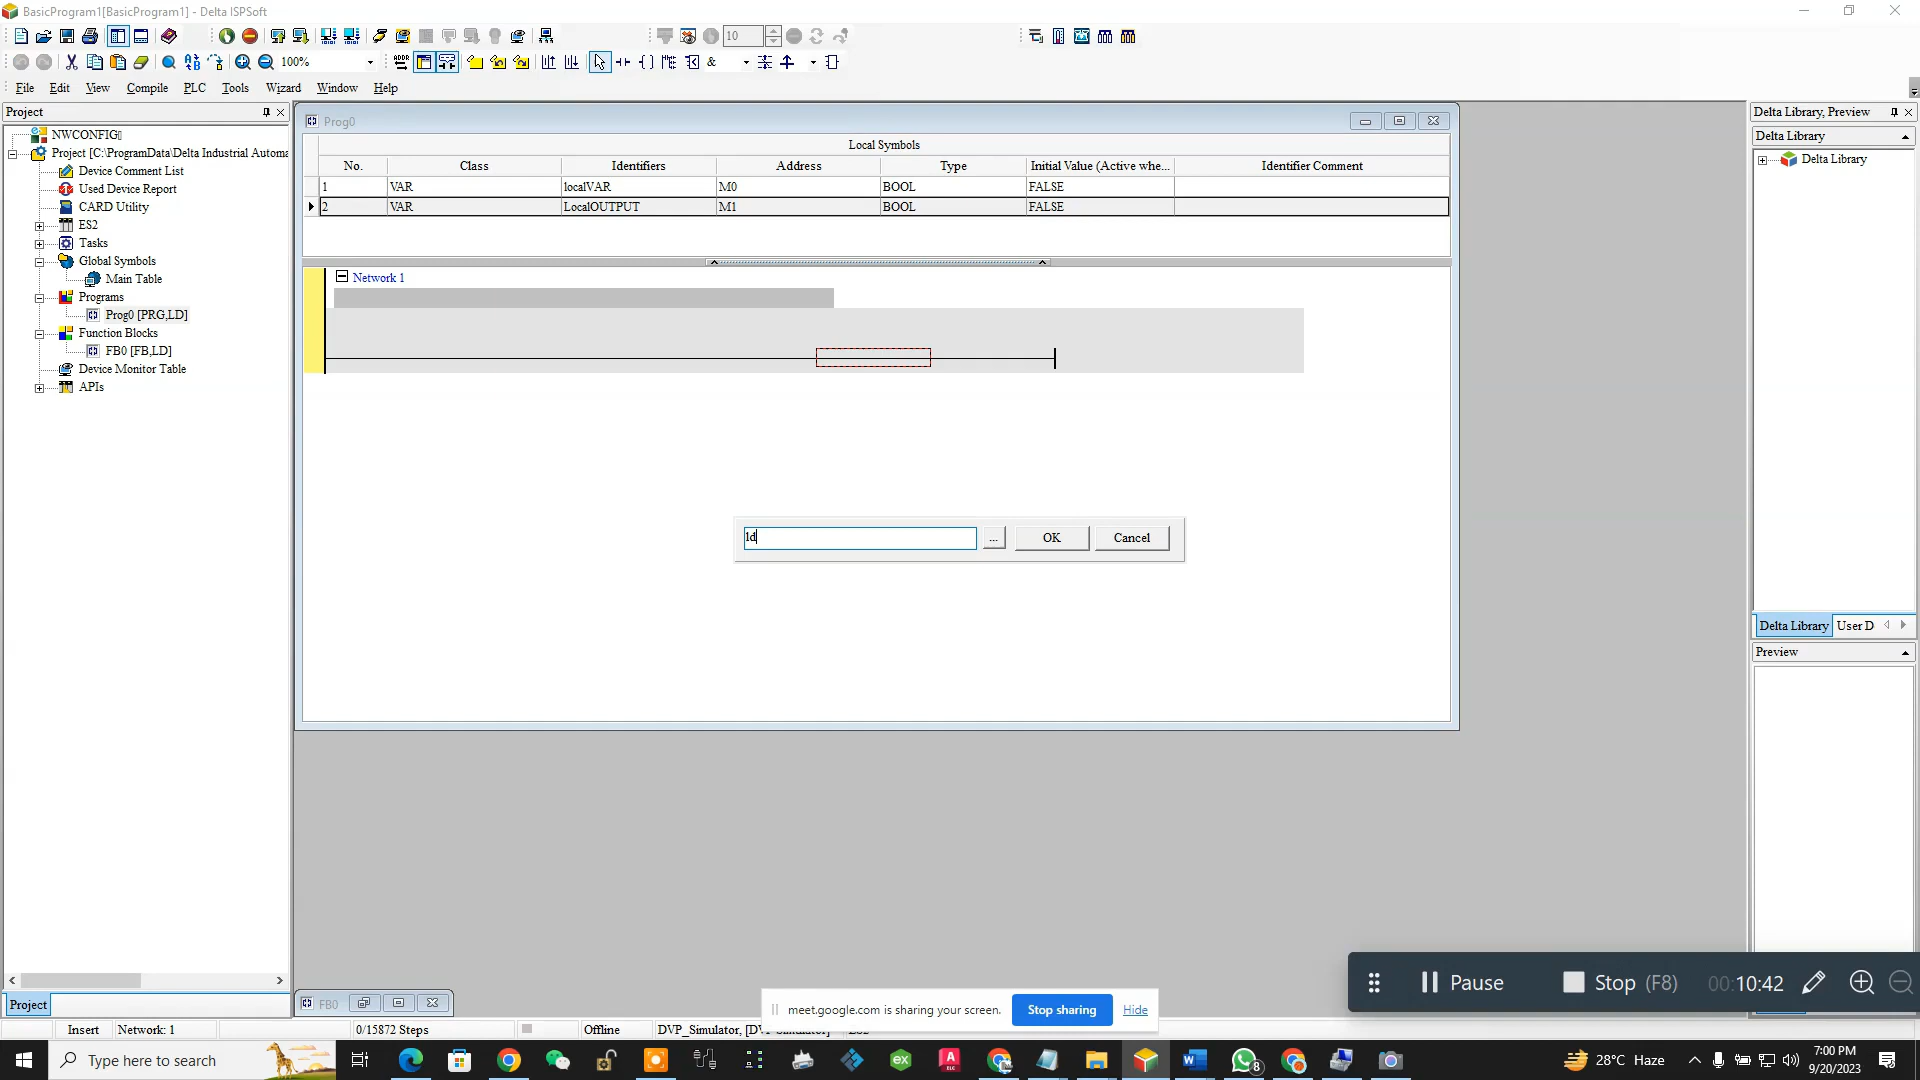 BasicProgram1[BasicProgram1] - Delta ISPSoft
10
100%
&
File Edit View Compile PLC Tools Wizard Window Help
Project
NWCONFIG
Project [C:\ProgramData\Delta Industrial Automa
Device Comment List
Used Device Report
CARD Utility
ES2
Tasks
Global Symbols
Main Table
Programs
Prog0 [PRG,LD]
Function Blocks
FB0 [FB,LD]
Device Monitor Table
APIs
Project
Prog0
Local Symbols
No. Class Identifiers Address Type Initial Value (Active whe... Identifier Comment
1 VAR localVAR M0 BOOL FALSE
2 VAR LocalOUTPUT M1 BOOL FALSE
Network 1
ld ... OK Cancel
FB0
Delta Library, Preview
Delta Library
Delta Library
Delta Library User D
Preview
Pause Stop (F8) 00:10:42
meet.google.com is sharing your screen. Stop sharing Hide
Insert Network: 1 0/15872 Steps Offline DVP_Simulator,
Type here to search
8
28°C Haze
7:00 PM
9/20/2023